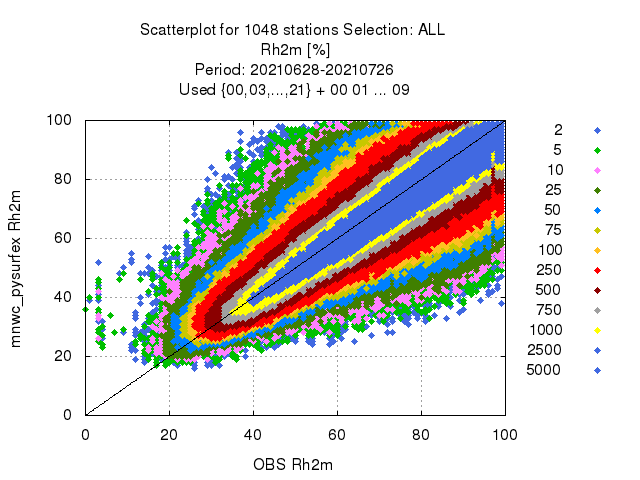 Scatterplot for 1048 stations Selection: ALL
Rh2m [%]
Period: 20210628-20210726
Used {00,03,...,21} + 00 01 ... 09
100
80
60
40
20
0
0 20 40 60 80 100
mnwc_pysurfex Rh2m
OBS Rh2m
2
5
10
25
50
75
100
250
500
750
1000
2500
5000